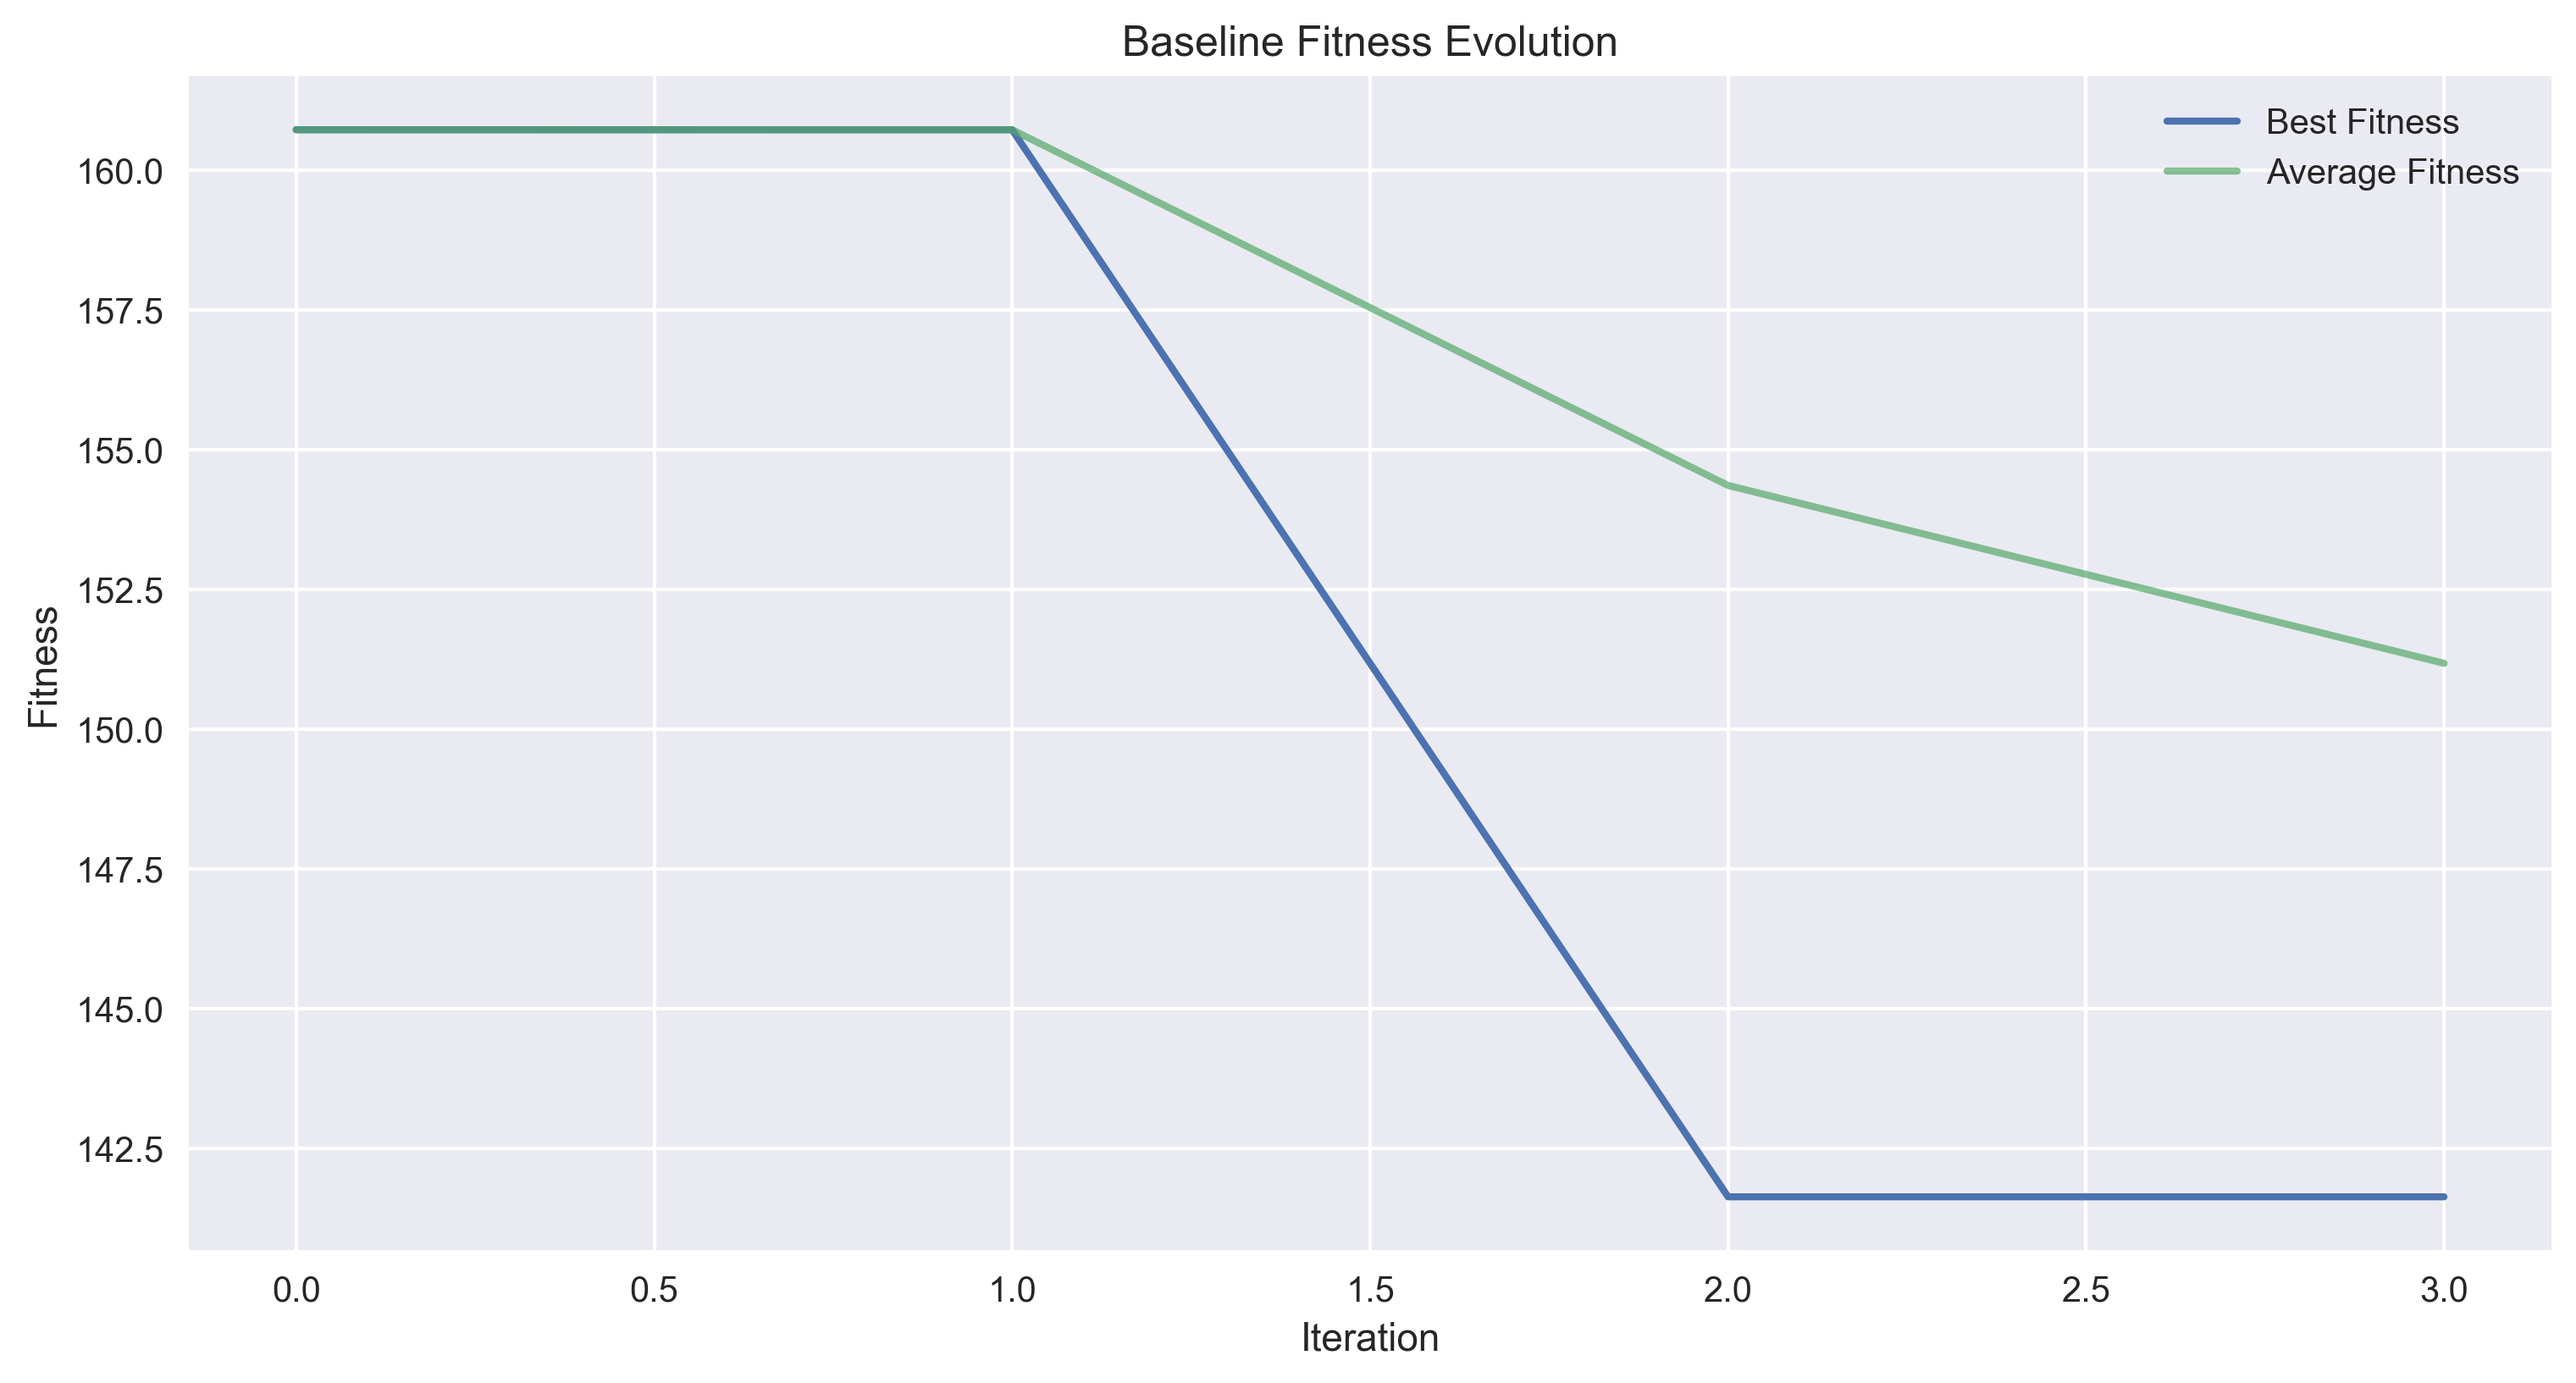 Baseline Fitness Evolution
Best Fitness
Average Fitness
160.0
157.5
155.0
152.5
150.0
147.5
145.0
142.5
Fitness
0.0 0.5 1.0 1.5 2.0 2.5 3.0
Iteration